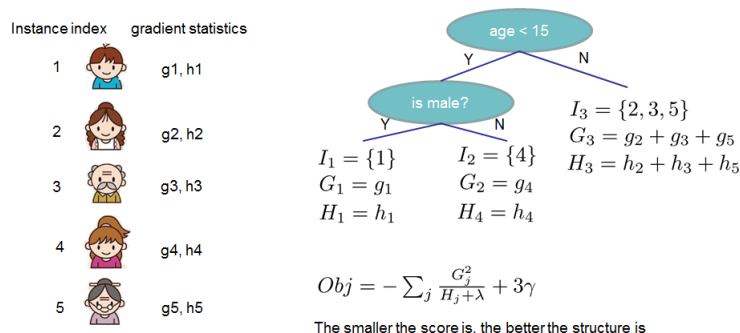 Instance index gradient statistics
1 g1, h1
2 g2, h2
3 g3, h3
4 g4, h4
5 g5, h5
age < 15
Y N
is male?
Y N
I₁ = {1}
G₁ = g₁
H₁ = h₁
I₂ = {4}
G₂ = g₄
H₄ = h₄
I₃ = {2, 3, 5}
G₃ = g₂ + g₃ + g₅
H₃ = h₂ + h₃ + h₅
Obj = − ∑ⱼ Gⱼ²/(Hⱼ+λ) + 3γ
The smaller the score is, the better the structure is